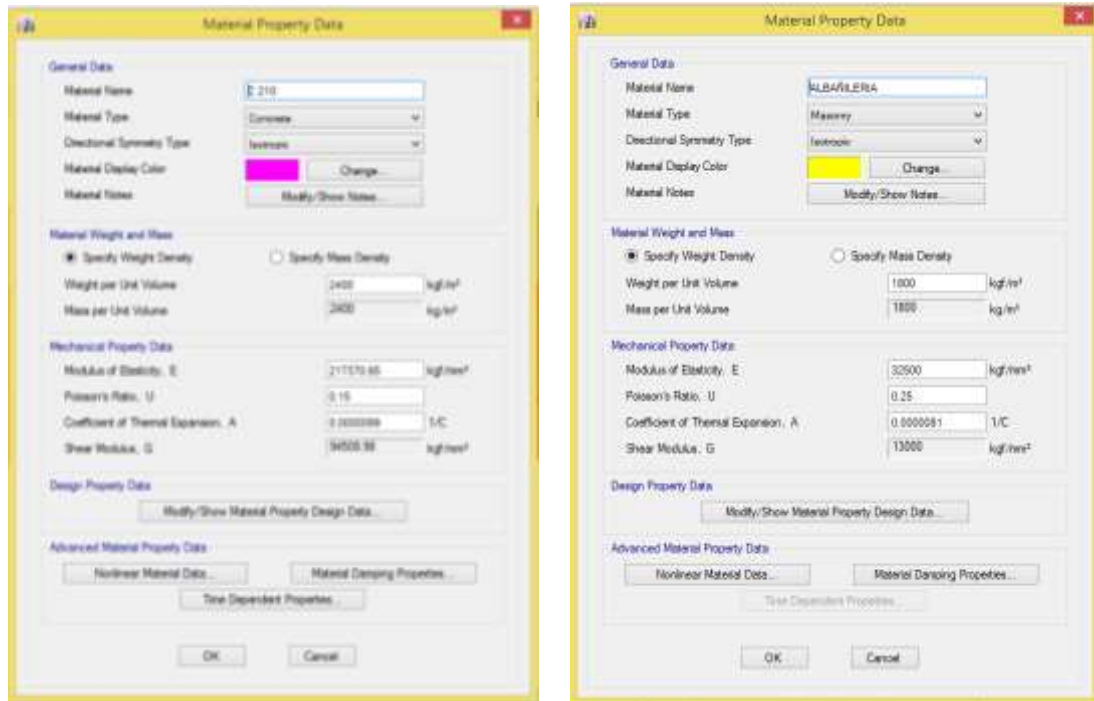 Material Property Data
General Data
Material Name
Material Type Concrete
Directional Symmetry Type Isotropic
Material Display Color Change...
Material Notes Modify/Show Notes...
Material Weight and Mass
Specify Weight Density Specify Mass Density
Weight per Unit Volume 2400 kgf/m³
Mass per Unit Volume 2400 kg/m³
Mechanical Property Data
Modulus of Elasticity, E kgf/mm²
Poisson's Ratio, U 0.15
Coefficient of Thermal Expansion, A 1/C
Shear Modulus, G kgf/mm²
Design Property Data
Modify/Show Material Property Design Data...
Advanced Material Property Data
Nonlinear Material Data... Material Damping Properties...
Time Dependent Properties...
OK Cancel
Material Property Data
General Data
Material Name ALBAÑILERIA
Material Type Masonry
Directional Symmetry Type Isotropic
Material Display Color Change...
Material Notes Modify/Show Notes...
Material Weight and Mass
Specify Weight Density Specify Mass Density
Weight per Unit Volume 1800 kgf/m³
Mass per Unit Volume 1800 kg/m³
Mechanical Property Data
Modulus of Elasticity, E 32500 kgf/mm²
Poisson's Ratio, U 0.25
Coefficient of Thermal Expansion, A 0.0000081 1/C
Shear Modulus, G 13000 kgf/mm²
Design Property Data
Modify/Show Material Property Design Data...
Advanced Material Property Data
Nonlinear Material Data... Material Damping Properties...
Time Dependent Properties...
OK Cancel